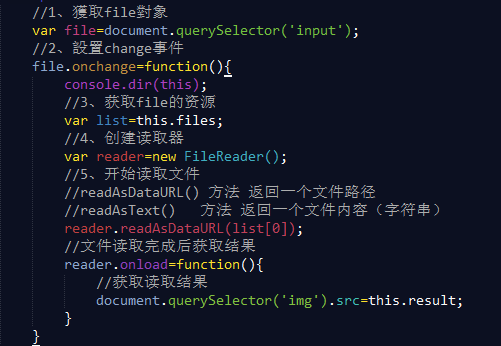 //1、獲取file對象
var file=document.querySelector('input');
//2、設置change事件
file.onchange=function(){
console.dir(this);
//3、获取file的资源
var list=this.files;
//4、创建读取器
var reader=new FileReader();
//5、开始读取文件
//readAsDataURL() 方法 返回一个文件路径
//readAsText() 方法 返回一个文件内容（字符串）
reader.readAsDataURL(list[0]);
//文件读取完成后获取结果
reader.onload=function(){
//获取读取结果
document.querySelector('img').src=this.result;
}
}